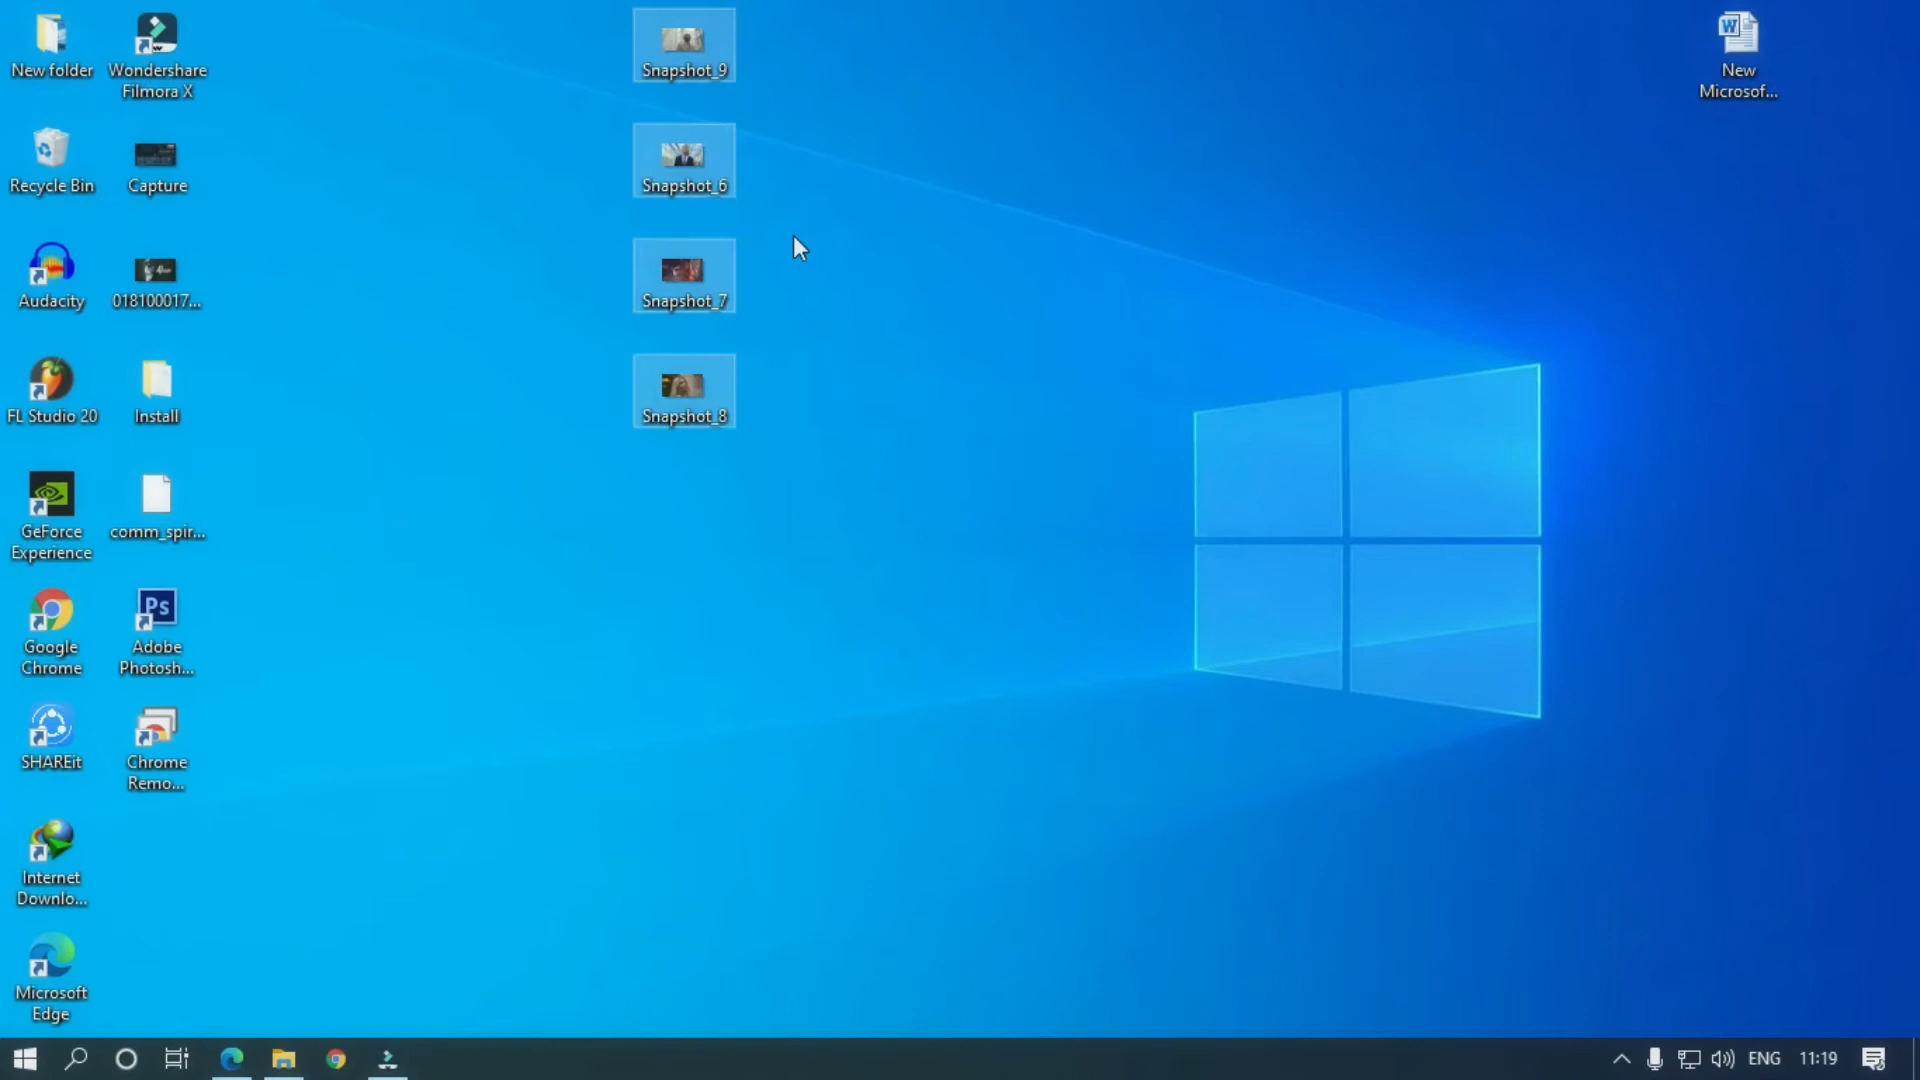 New folder
Wondershare
Filmora X
Snapshot_9
W
New
Microsof...
Recycle Bin
Capture
Snapshot_6
Audacity
018100017...
Snapshot_7
FL Studio 20
Install
Snapshot_8
GeForce
Experience
comm_spir...
Google
Chrome
Ps
Adobe
Photosh...
SHAREit
Chrome
Remo...
Internet
Downlo...
Microsoft
Edge
ENG
11:19